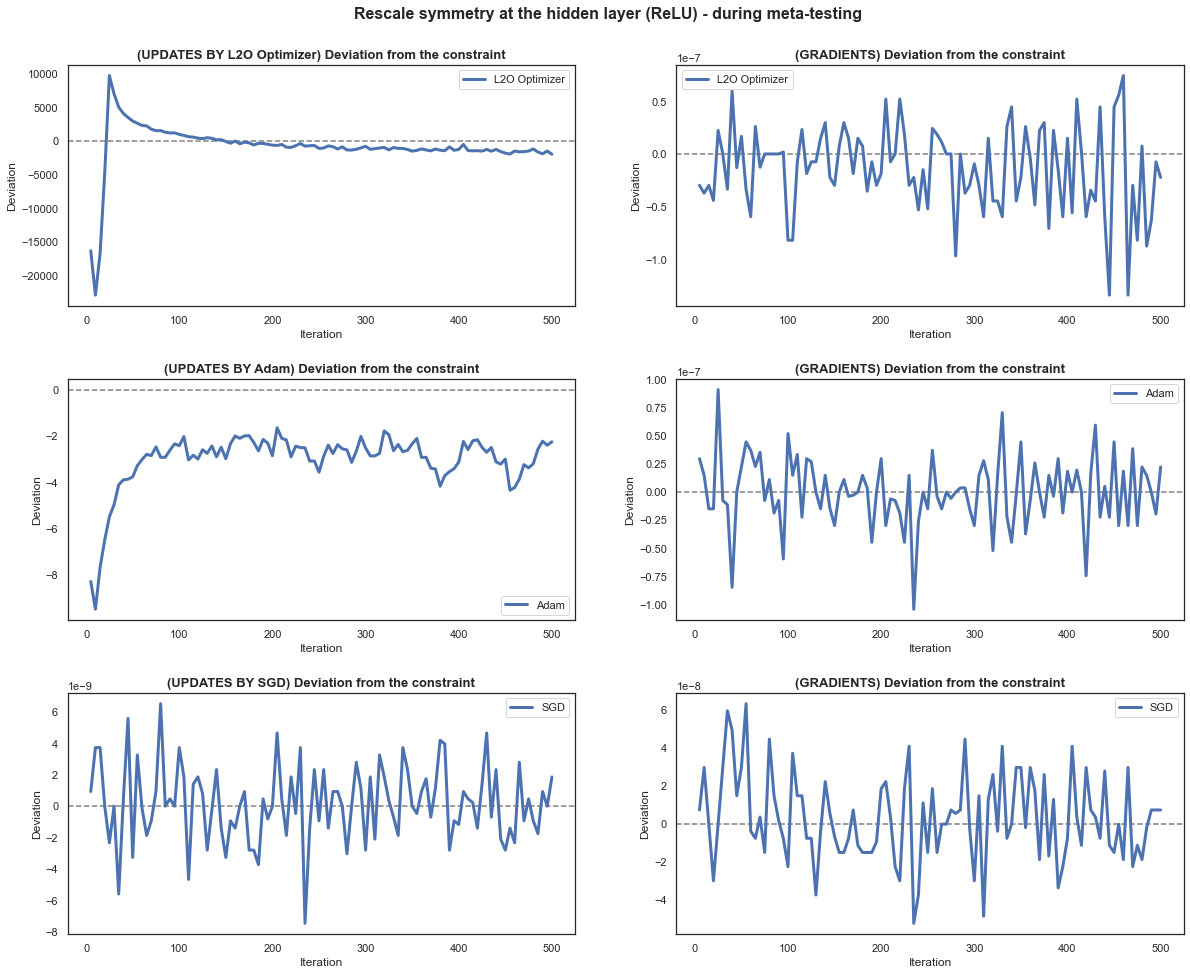 Rescale symmetry at the hidden layer (ReLU) - during meta-testing
(UPDATES BY L2O Optimizer) Deviation from the constraint
L2O Optimizer
10000
5000
0
−5000
−10000
−15000
−20000
Deviation
0 100 200 300 400 500
Iteration
(GRADIENTS) Deviation from the constraint
1e−7
L2O Optimizer
0.5
0.0
−0.5
−1.0
Deviation
0 100 200 300 400 500
Iteration
(UPDATES BY Adam) Deviation from the constraint
0
−2
−4
−6
−8
Deviation
Adam
0 100 200 300 400 500
Iteration
(GRADIENTS) Deviation from the constraint
1e−7
Adam
1.00
0.75
0.50
0.25
0.00
−0.25
−0.50
−0.75
−1.00
Deviation
0 100 200 300 400 500
Iteration
(UPDATES BY SGD) Deviation from the constraint
1e−9
SGD
6
4
2
0
−2
−4
−6
−8
Deviation
0 100 200 300 400 500
Iteration
(GRADIENTS) Deviation from the constraint
1e−8
SGD
6
4
2
0
−2
−4
Deviation
0 100 200 300 400 500
Iteration